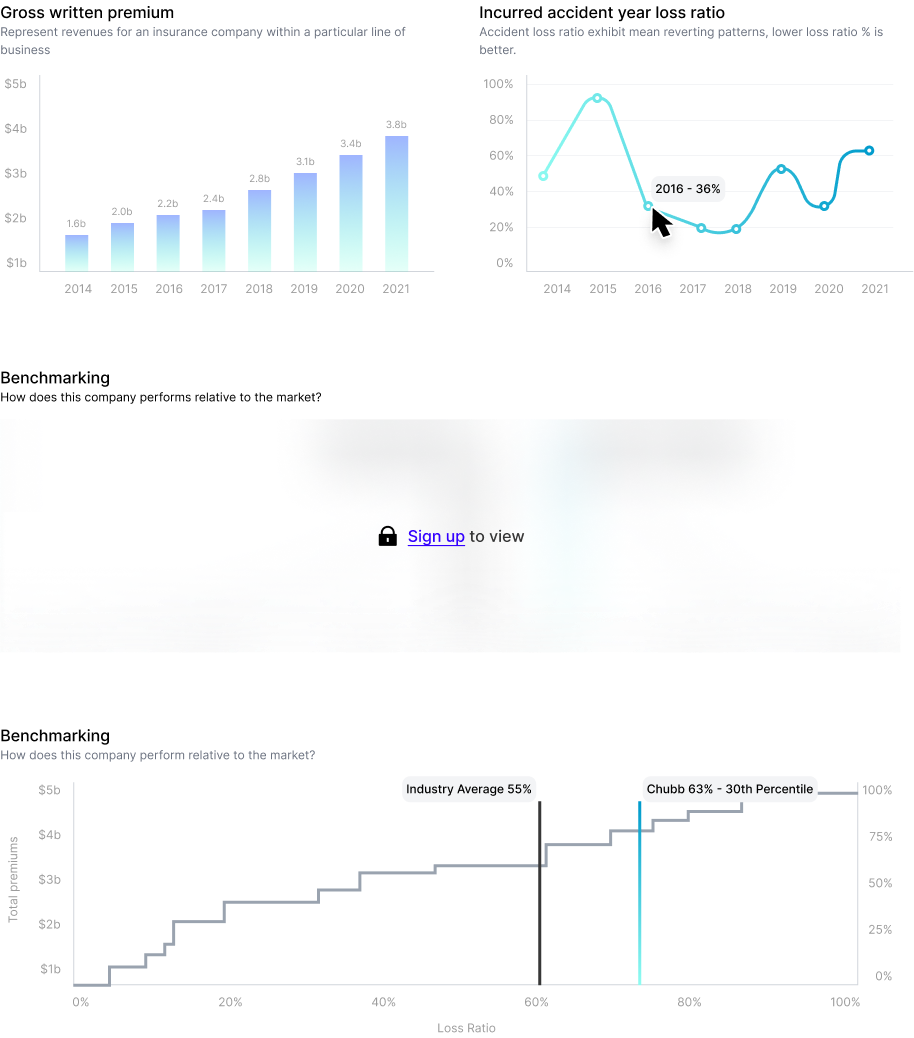 Gross written premium
Represent revenues for an insurance company within a particular line of
business
$5b
$4b
$3b
$2b
$1b
1.6b
2.0b
2.2b
2.4b
2.8b
3.1b
3.4b
3.8b
2014 2015 2016 2017 2018 2019 2020 2021
Incurred accident year loss ratio
Accident loss ratio exhibit mean reverting patterns, lower loss ratio % is
better.
100%
80%
60%
40%
20%
0%
2016 - 36%
2014 2015 2016 2017 2018 2019 2020 2021
Benchmarking
How does this company performs relative to the market?
Sign up to view
Benchmarking
How does this company perform relative to the market?
Total premiums
$5b
$4b
$3b
$2b
$1b
Industry Average 55%
Chubb 63% - 30th Percentile
100%
75%
50%
25%
0%
0% 20% 40% 60% 80% 100%
Loss Ratio